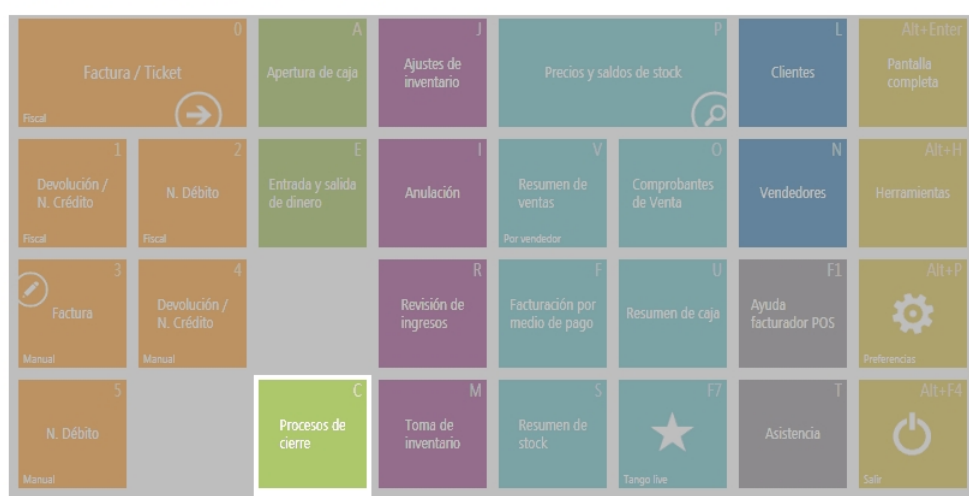 0
Factura / Ticket
Fiscal
A
Apertura de caja
J
Ajustes de
inventario
P
Precios y saldos de stock
L
Clientes
Alt+Enter
Pantalla
completa
1
Devolución /
N. Crédito
Fiscal
2
N. Débito
Fiscal
E
Entrada y salida
de dinero
I
Anulación
V
Resumen de
ventas
Por vendedor
O
Comprobantes
de Venta
N
Vendedores
Alt+H
Herramientas
3
Factura
Manual
4
Devolución /
N. Crédito
Manual
R
Revisión de
ingresos
F
Facturación por
medio de pago
U
Resumen de caja
F1
Ayuda
facturador POS
Alt+P
Preferencias
5
N. Débito
Manual
C
Procesos de
cierre
M
Toma de
inventario
S
Resumen de
stock
F7
Tango live
T
Asistencia
Alt+F4
Salir